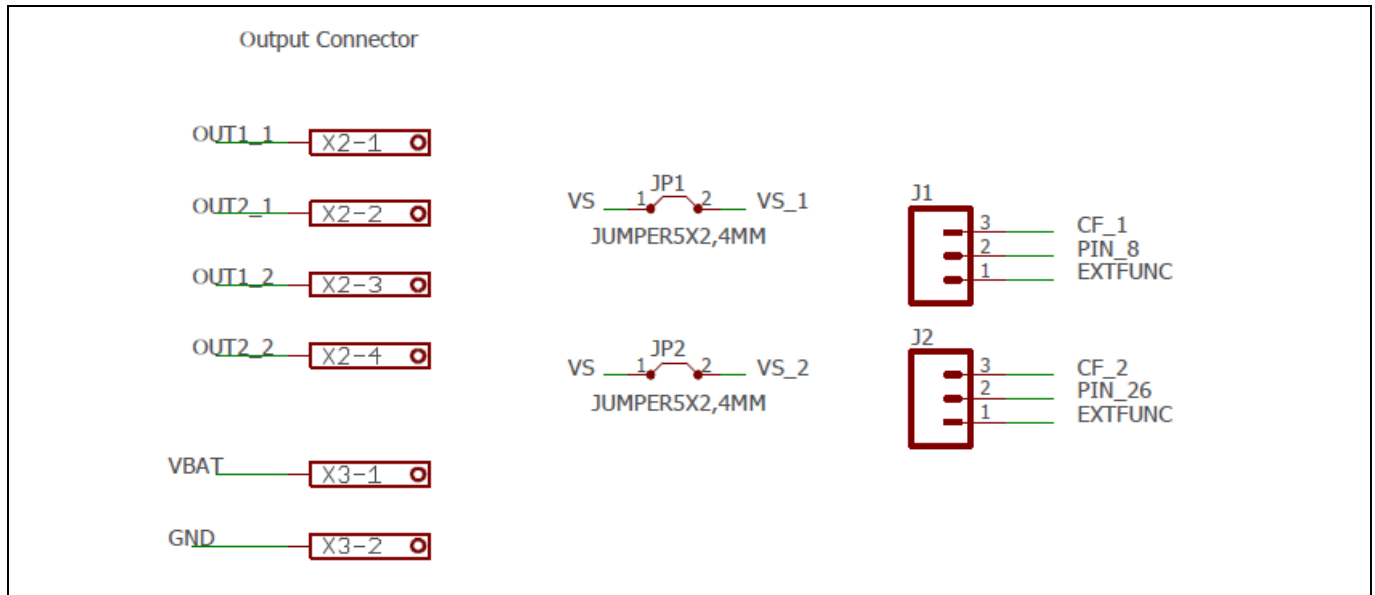 Output Connector
OUT1_1 X2-1
OUT2_1 X2-2
OUT1_2 X2-3
OUT2_2 X2-4
VBAT X3-1
GND X3-2
JP1
VS 1 2 VS_1
JUMPER5X2,4MM
JP2
VS 1 2 VS_2
JUMPER5X2,4MM
J1
3 CF_1
2 PIN_8
1 EXTFUNC
J2
3 CF_2
2 PIN_26
1 EXTFUNC